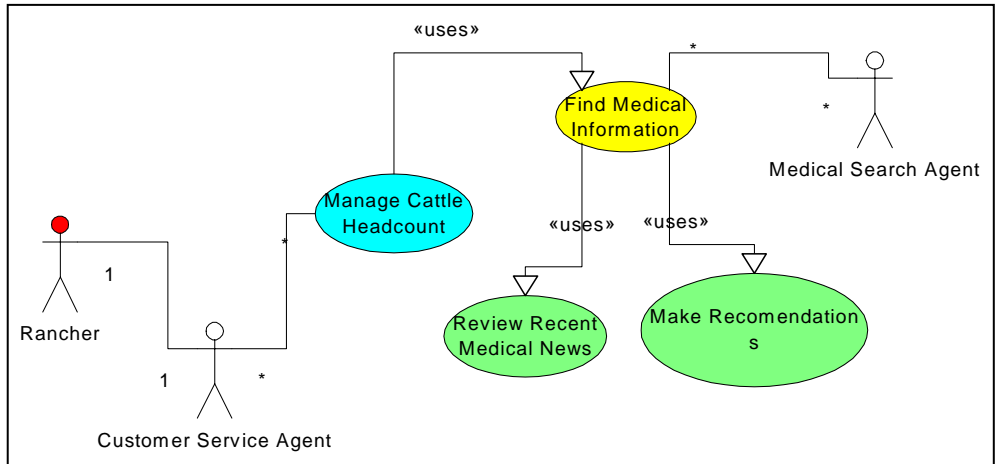 «uses»
*
Find Medical
Information
*
Medical Search Agent
Manage Cattle
Headcount
«uses»
«uses»
*
1
Rancher
Review Recent
Medical News
Make Recomendation
s
1
*
Customer Service Agent